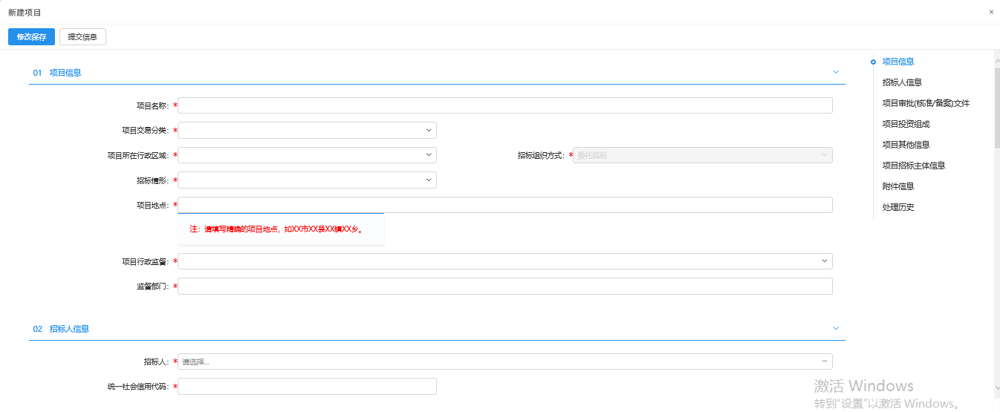 新建项目
×
修改保存 提交信息
01 项目信息
项目名称: *
项目交易分类: *
项目所在行政区域: * 招标组织方式: * 委托招标
招标情形: *
项目地点: *
注: 请填写精确的项目地点, 如XX市XX县XX镇XX乡。
项目行政监督: *
监督部门: *
02 招标人信息
招标人: * 请选择... ...
统一社会信用代码: *
项目信息
招标人信息
项目审批(核准/备案)文件
项目投资组成
项目其他信息
项目招标主体信息
附件信息
处理历史
激活 Windows
转到"设置"以激活 Windows。